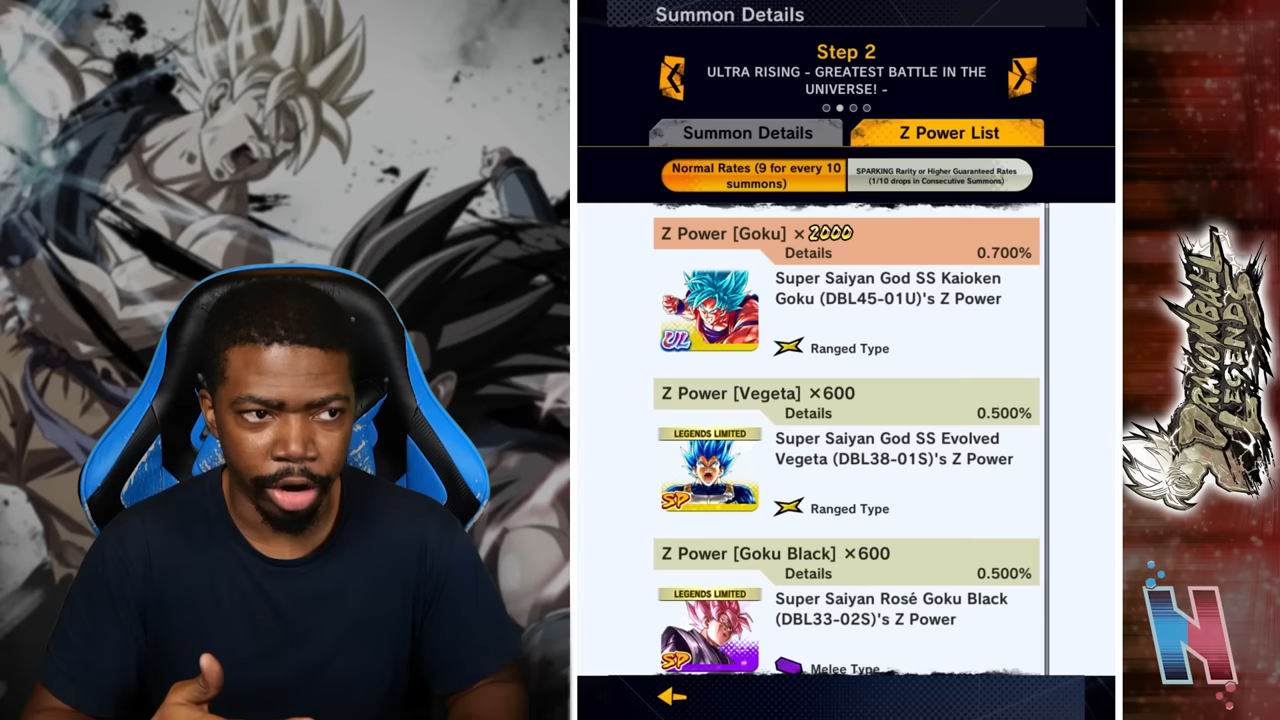 Summon Details
Step 2
ULTRA RISING - GREATEST BATTLE IN THE
UNIVERSE! -
Summon Details
Z Power List
Normal Rates (9 for every 10
summons)
SPARKING Rarity or Higher Guaranteed Rates
(1/10 drops in Consecutive Summons)
Z Power [Goku] ×2000
Details 0.700%
Super Saiyan God SS Kaioken
Goku (DBL45-01U)'s Z Power
UL
Ranged Type
Z Power [Vegeta] ×600
Details 0.500%
LEGENDS LIMITED
Super Saiyan God SS Evolved
Vegeta (DBL38-01S)'s Z Power
SP
Ranged Type
Z Power [Goku Black] ×600
Details 0.500%
LEGENDS LIMITED
Super Saiyan Rosé Goku Black
(DBL33-02S)'s Z Power
SP
Melee Type
DRAGONBALL
LEGENDS
N